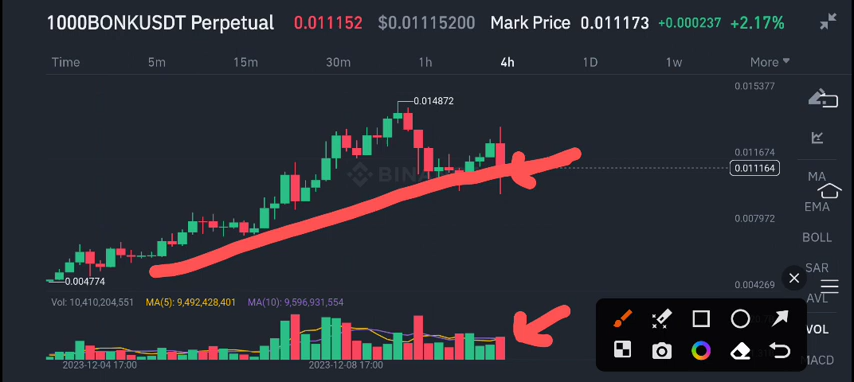 1000BONKUSDT Perpetual 0.011152 $0.01115200 Mark Price 0.011173 +0.000237 +2.17%
Time 5m 15m 30m 1h 4h 1D 1w More
0.015377
0.014872
0.011674
0.011164
MA
BINA
EMA
0.007972
BOLL
SAR
0.004774
0.004269
AVL
Vol: 10,410,204,551 MA(5): 9,492,428,401 MA(10): 9,596,931,554
VOL
MACD
2023-12-04 17:00 2023-12-08 17:00